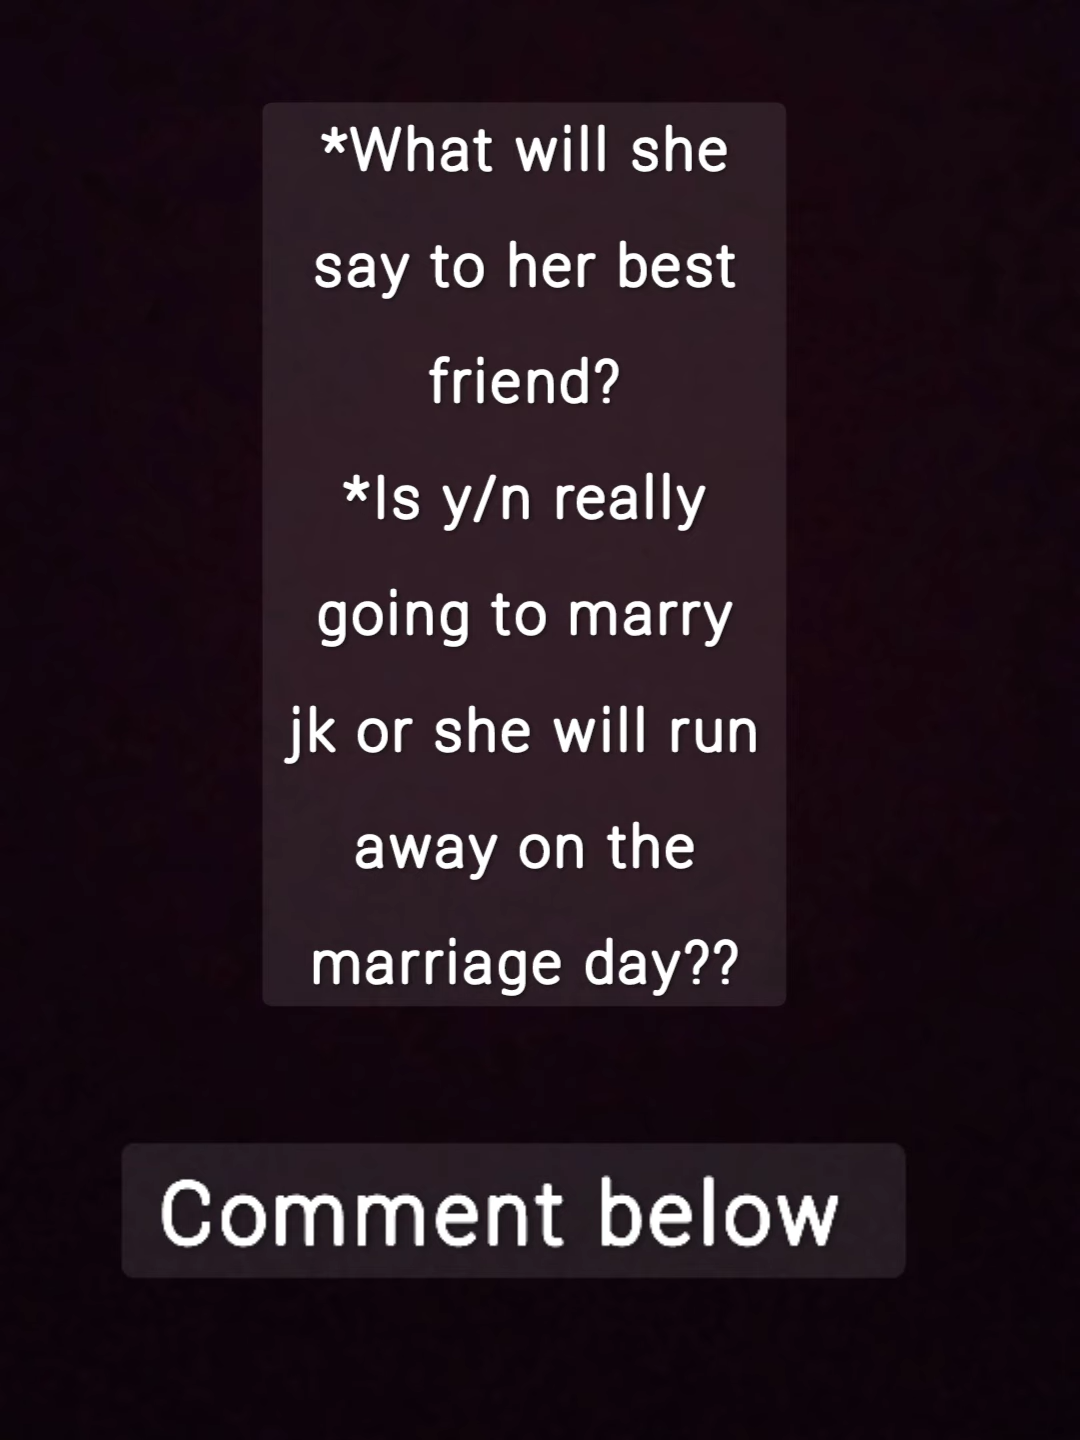 *What will she
say to her best
friend?
*Is y/n really
going to marry
jk or she will run
away on the
marriage day??
Comment below